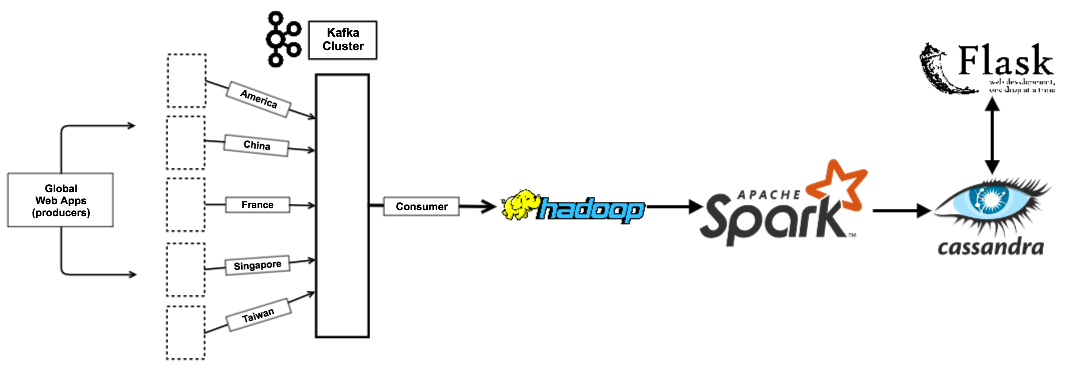 Kafka
Cluster
America
China
France
Singapore
Taiwan
Global
Web Apps
(producers)
Consumer
hadoop
APACHE
Spark™
Flask
web development,
one drop at a time
cassandra